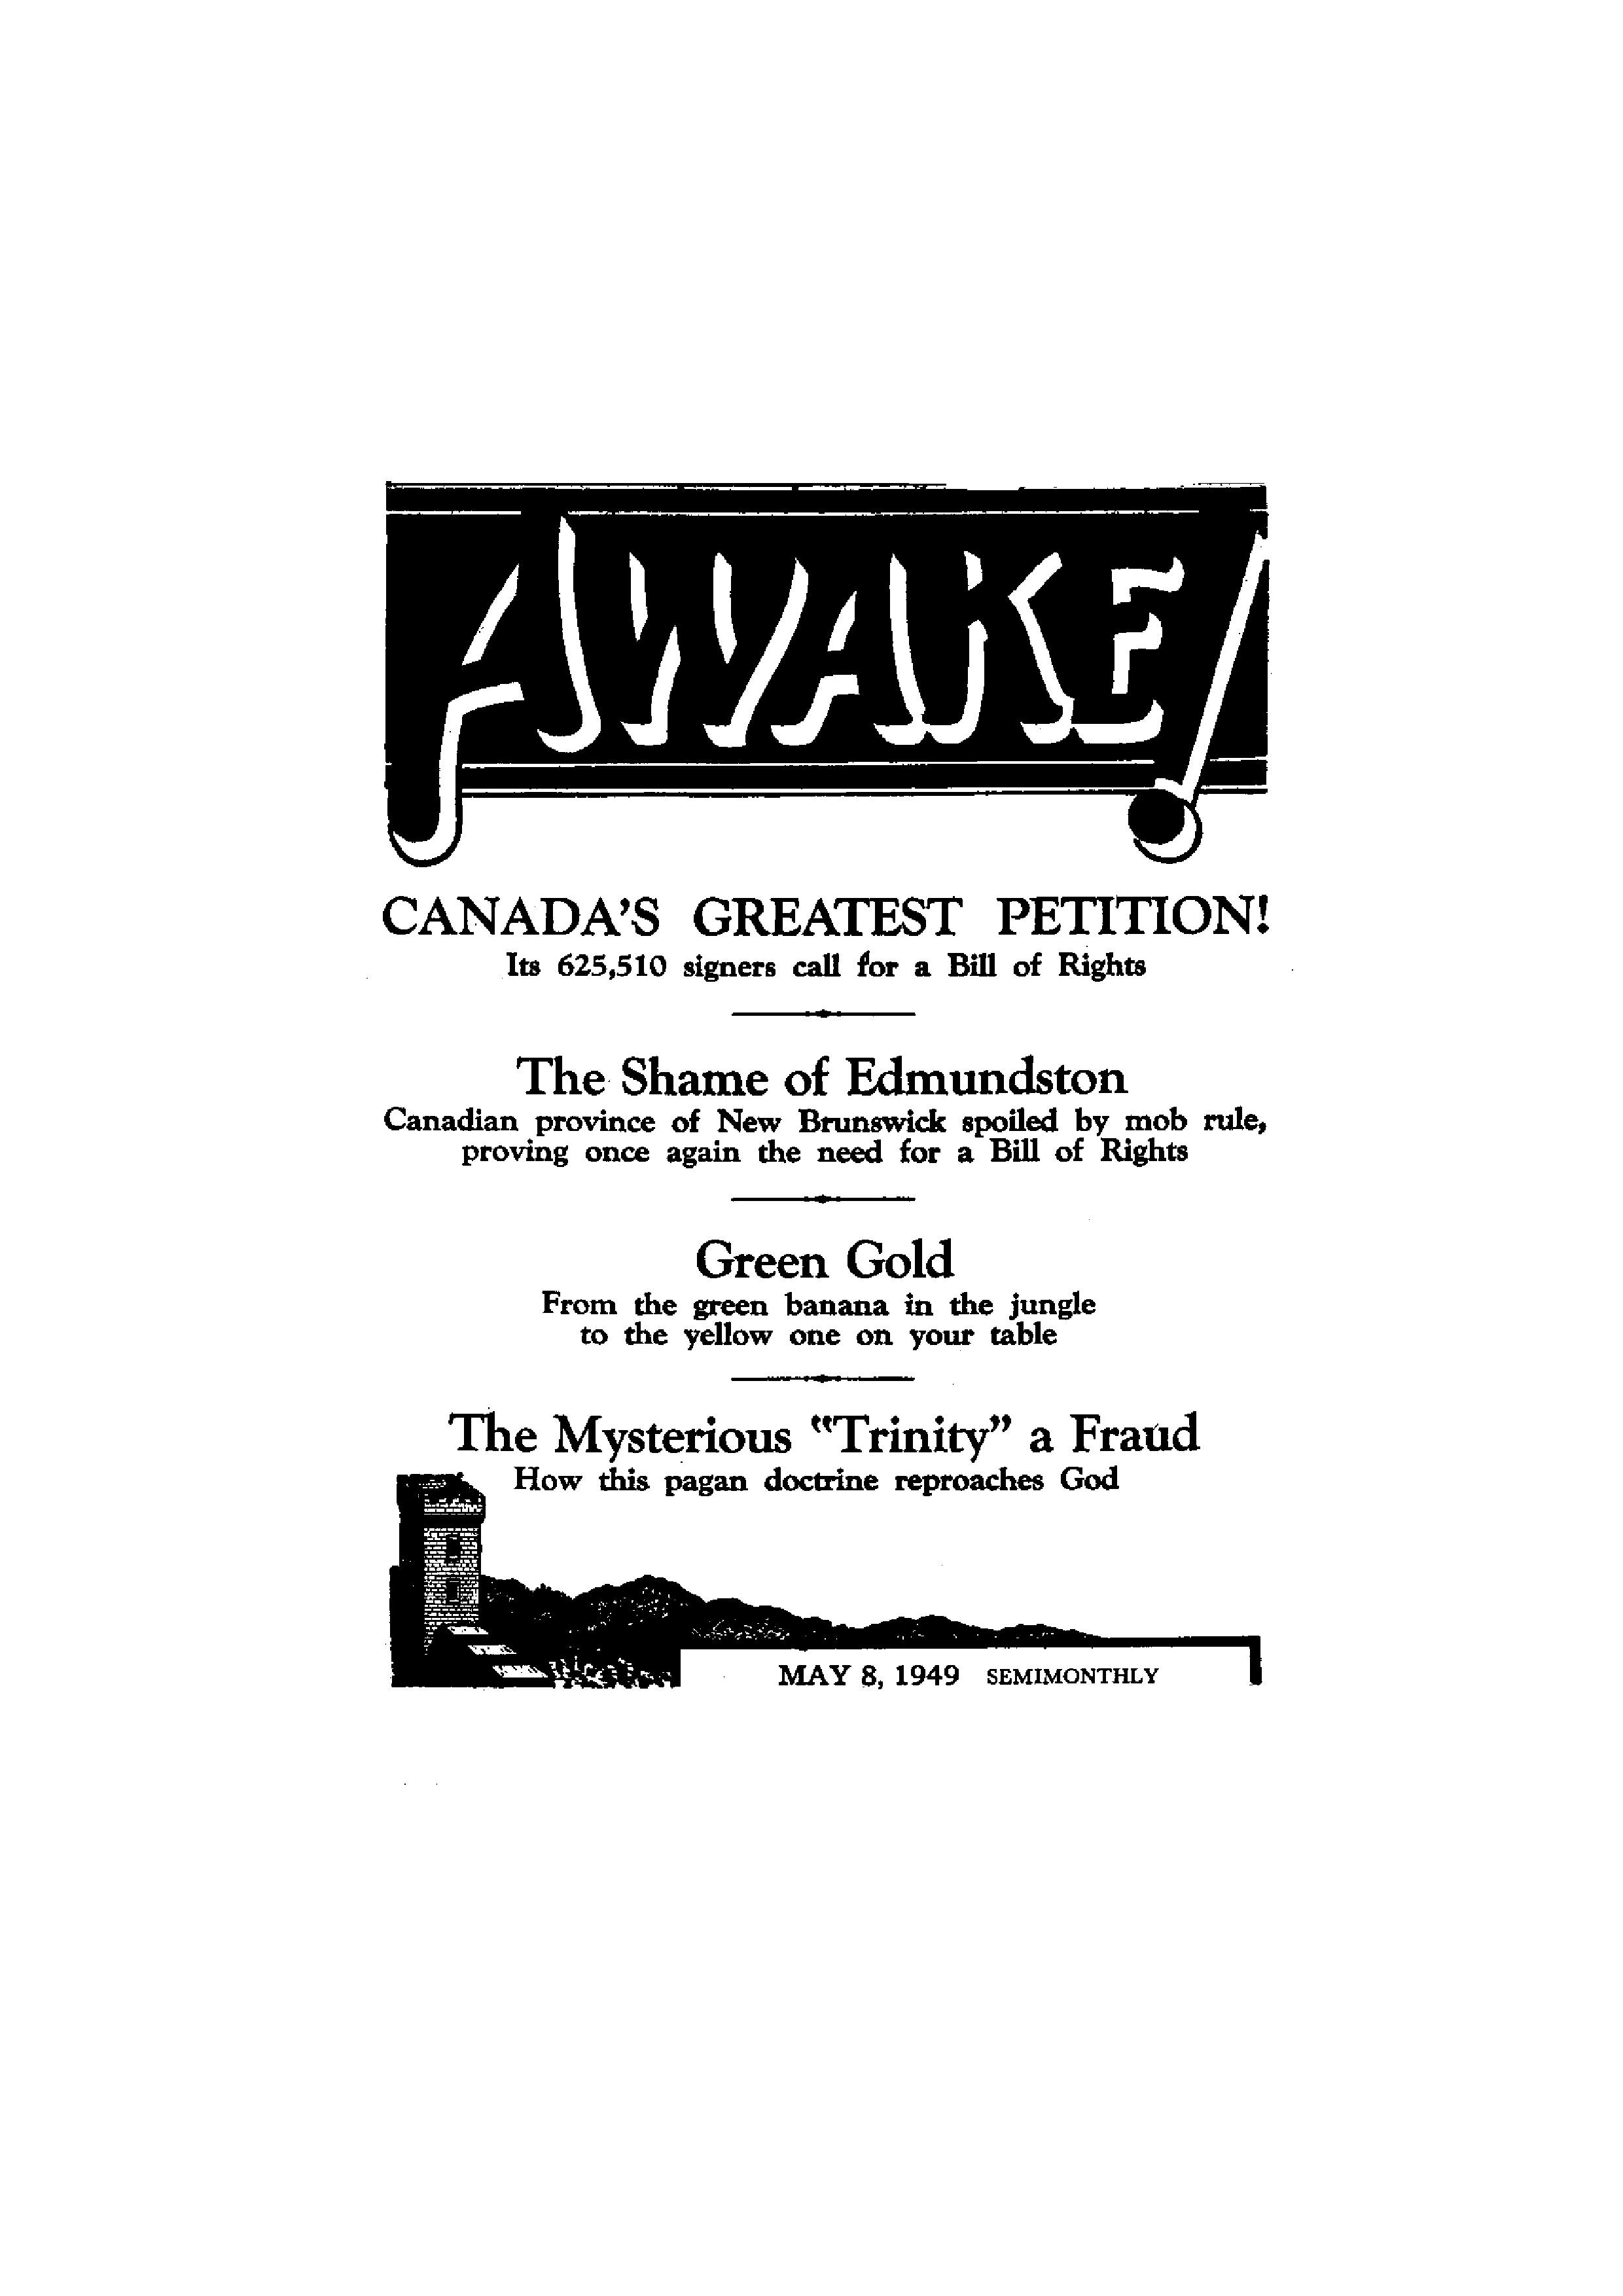 AWAKE!
CANADA'S GREATEST PETITION!
Its 625,510 signers call for a Bill of Rights
The Shame of Edmundston
Canadian province of New Brunswick spoiled by mob rule,
proving once again the need for a Bill of Rights
Green Gold
From the green banana in the jungle
to the yellow one on your table
The Mysterious "Trinity" a Fraud
How this pagan doctrine reproaches God
MAY 8, 1949 SEMIMONTHLY